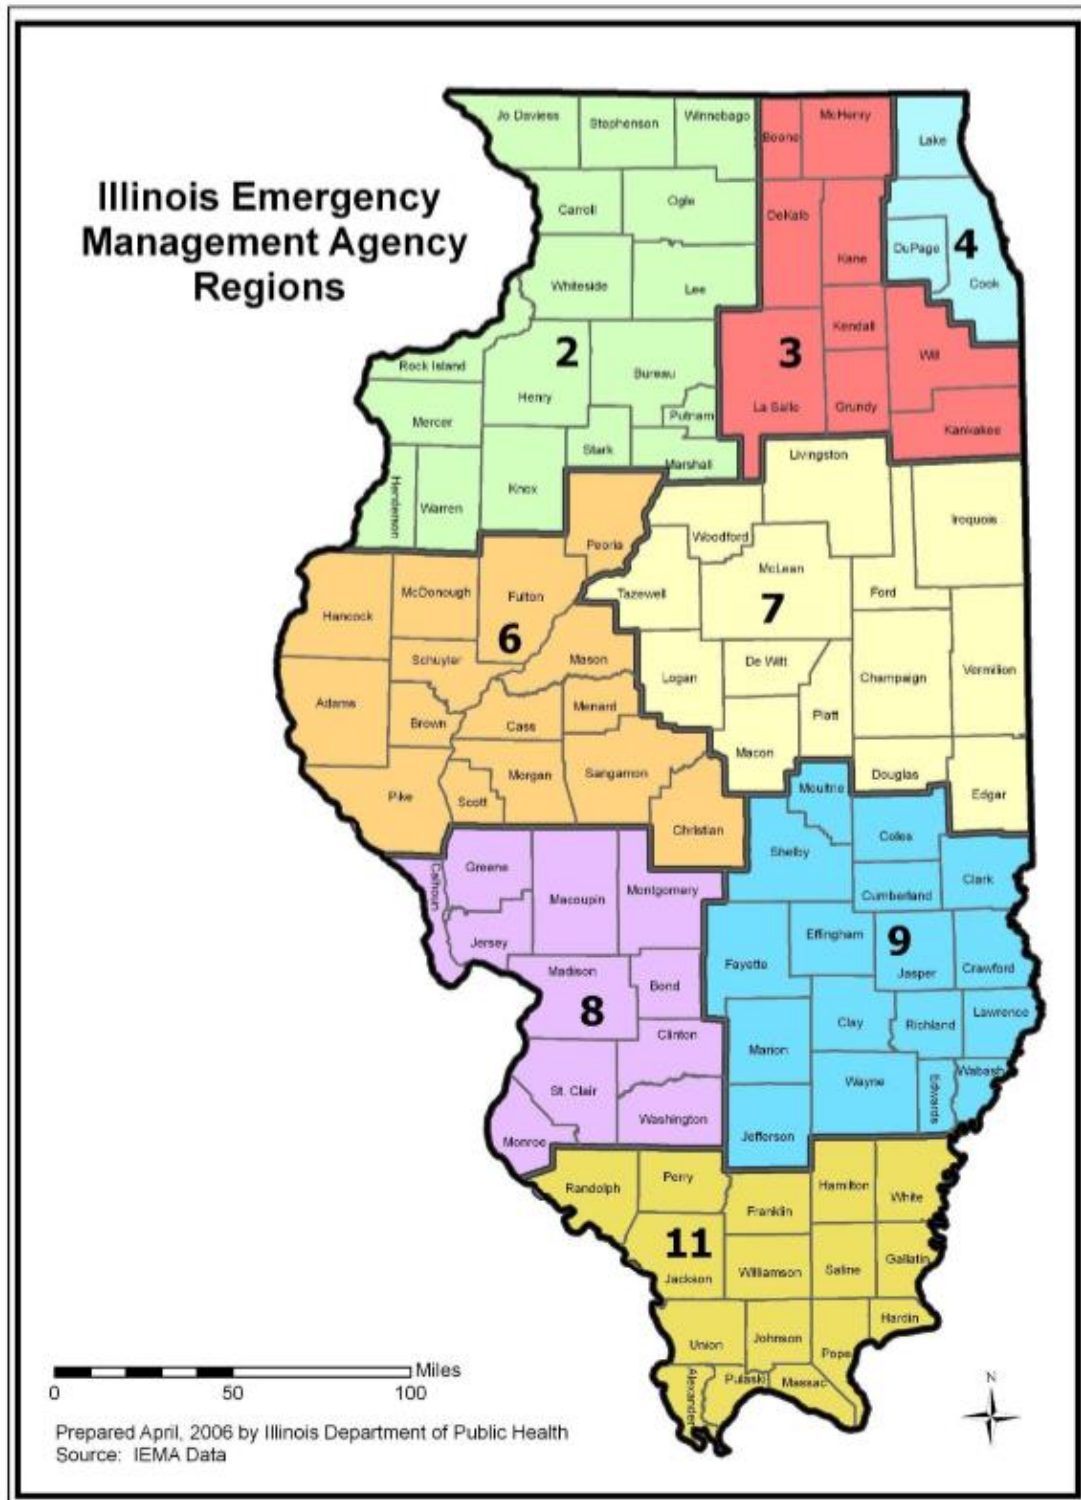 Illinois Emergency
Management Agency
Regions
Jo Daviess
Stephenson
Winnebago
Boone
McHenry
Lake
Carroll
Ogle
DeKalb
Kane
DuPage
4
Cook
Whiteside
Lee
Rock Island
2
Henry
Bureau
Putnam
3
Kendall
Will
La Salle
Grundy
Kankakee
Mercer
Stark
Marshall
Henderson
Warren
Knox
Livingston
Peoria
Woodford
Iroquois
McLean
Tazewell
Ford
7
Hancock
McDonough
Fulton
6
Schuyler
Mason
Logan
De Witt
Champaign
Vermilion
Adams
Brown
Cass
Menard
Piatt
Macon
Pike
Scott
Morgan
Sangamon
Christian
Douglas
Edgar
Moultrie
Shelby
Coles
Cumberland
Clark
Calhoun
Greene
Macoupin
Montgomery
Jersey
Madison
Bond
8
Clinton
St. Clair
Washington
Monroe
Fayette
Effingham
9
Jasper
Crawford
Marion
Clay
Richland
Lawrence
Wayne
Edwards
Wabash
Jefferson
Randolph
Perry
Franklin
Hamilton
White
11
Jackson
Williamson
Saline
Gallatin
Union
Johnson
Pope
Hardin
Alexander
Pulaski
Massac
Miles
0 50 100
N
Prepared April, 2006 by Illinois Department of Public Health
Source: IEMA Data